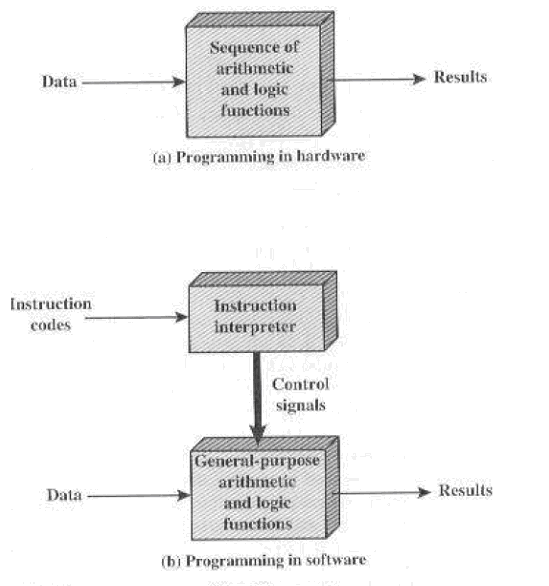 Sequence of
arithmetic
and logic
functions
Data
Results
(a) Programming in hardware
Instruction
codes
Instruction
interpreter
Control
signals
General-purpose
arithmetic
and logic
functions
Data
Results
(b) Programming in software